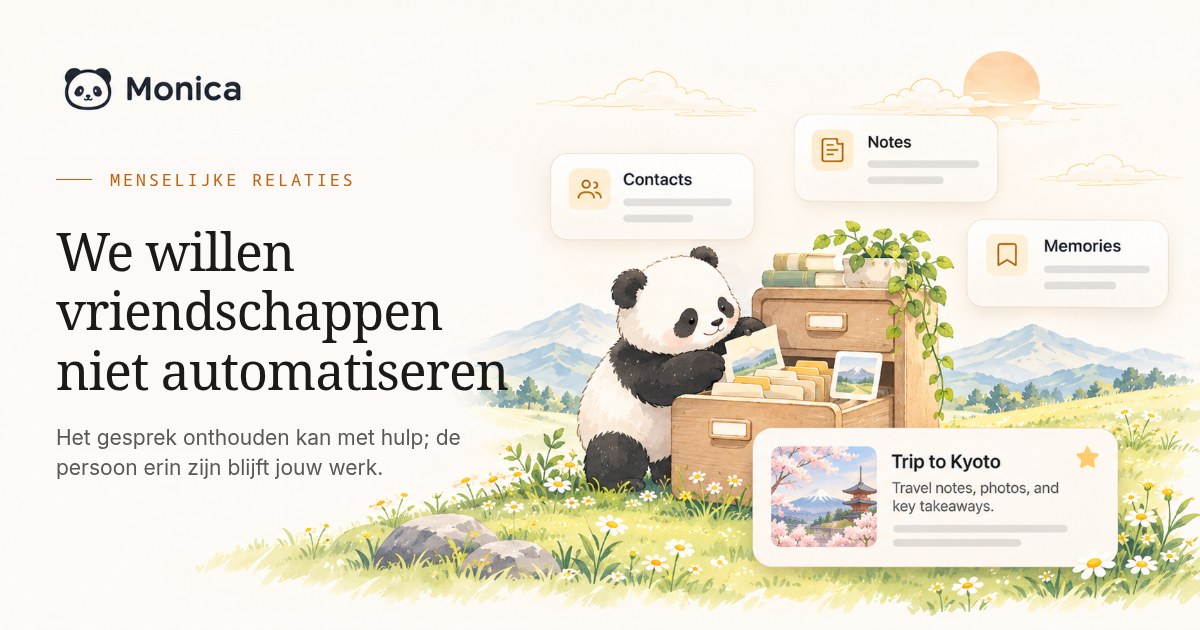 Monica
MENSELIJKE RELATIES
We willen
vriendschappen
niet automatiseren
Het gesprek onthouden kan met hulp; de
persoon erin zijn blijft jouw werk.
Contacts
Notes
Memories
Trip to Kyoto
Travel notes, photos, and
key takeaways.